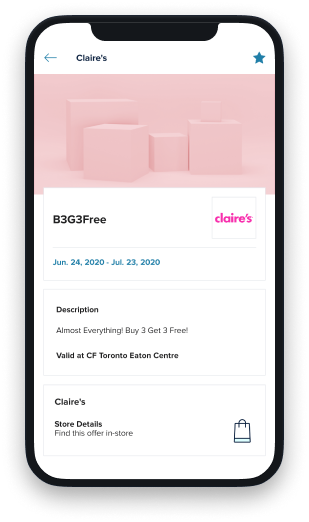 Claire's
B3G3Free
claire's
Jun. 24, 2020 - Jul. 23, 2020
Description
Almost Everything! Buy 3 Get 3 Free!
Valid at CF Toronto Eaton Centre
Claire's
Store Details
Find this offer in-store